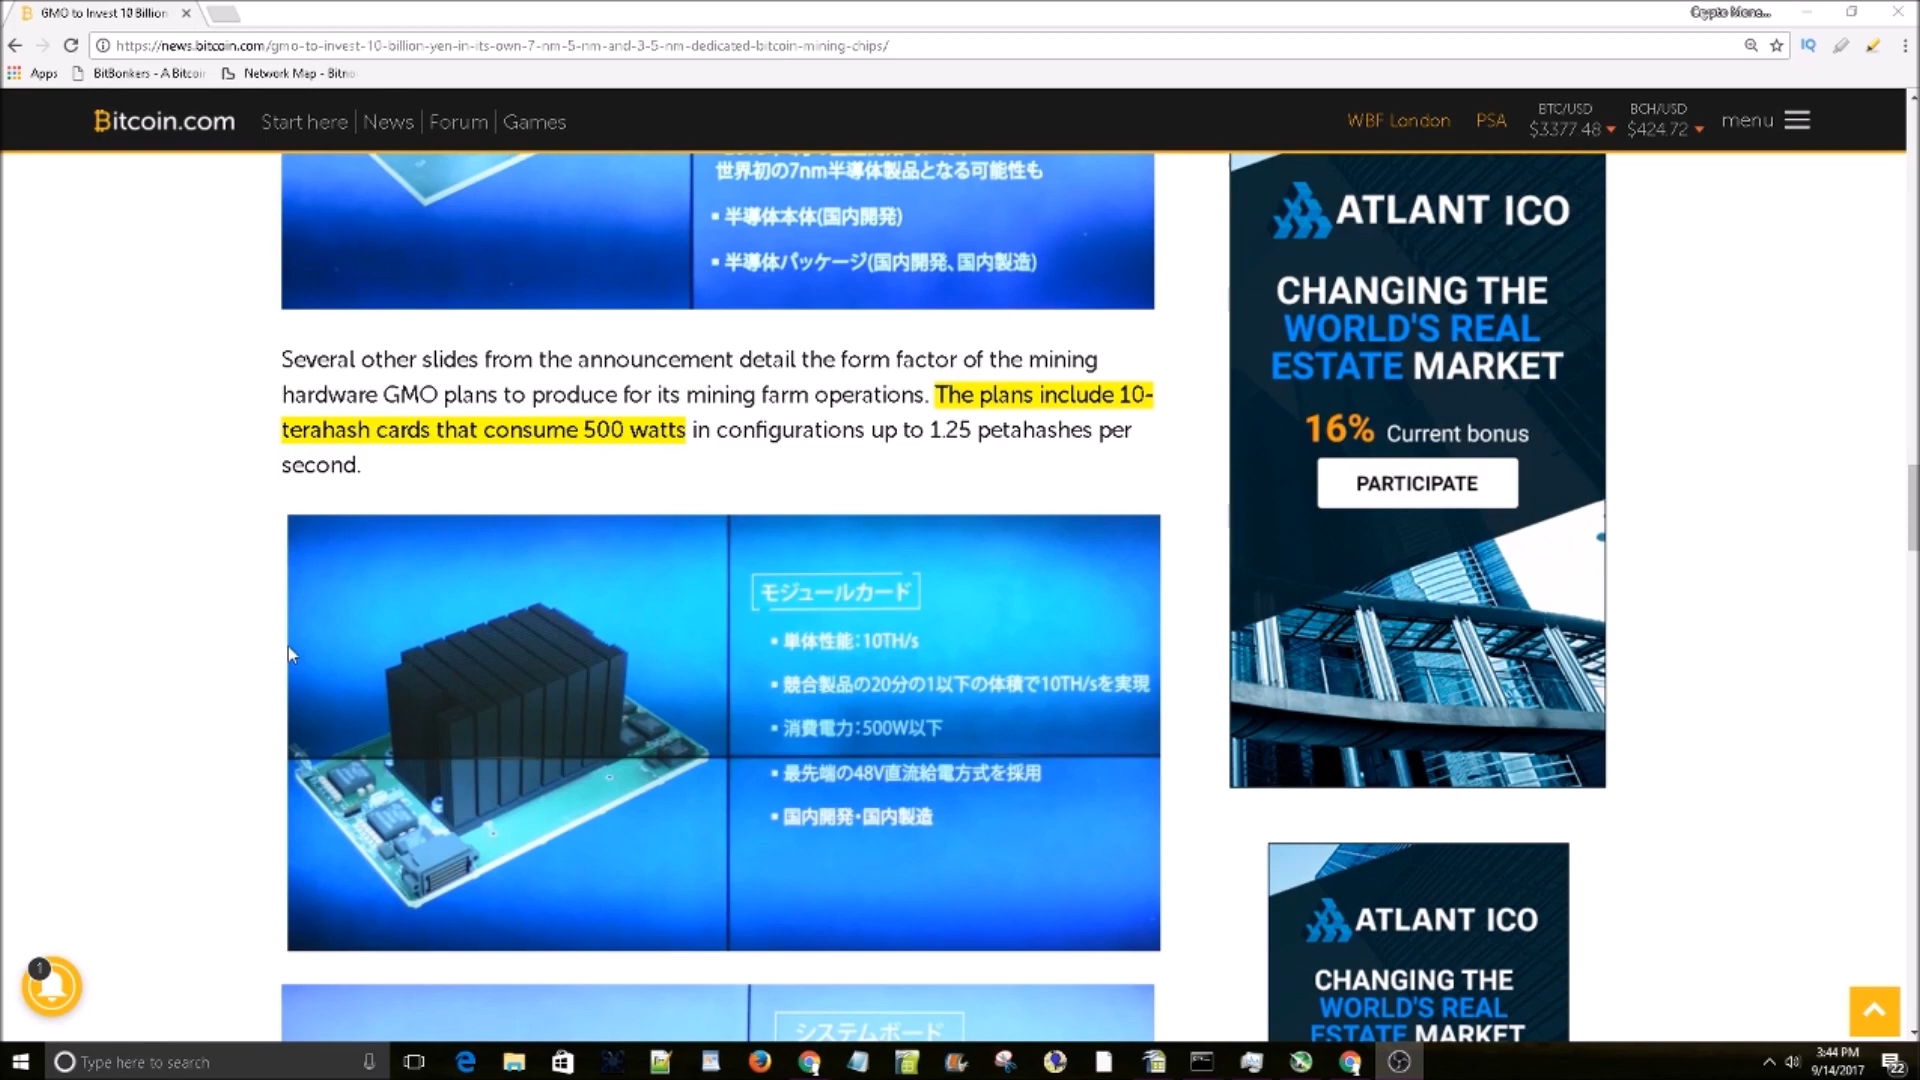 GMO to Invest 10 Billion
Crypto Mone...
https://news.bitcoin.com/gmo-to-invest-10-billion-yen-in-its-own-7-nm-5-nm-and-3-5-nm-dedicated-bitcoin-mining-chips/
Apps BitBonkers - A Bitcoin Network Map - Bitno
Bitcoin.com Start here News Forum Games
WBF London PSA BTC/USD $3377.48 BCH/USD $424.72 menu
世界初の7nm半導体製品となる可能性も
▪ 半導体本体(国内開発)
▪ 半導体パッケージ(国内開発、国内製造)
Several other slides from the announcement detail the form factor of the mining
hardware GMO plans to produce for its mining farm operations. The plans include 10-
terahash cards that consume 500 watts in configurations up to 1.25 petahashes per
second.
モジュールカード
▪ 単体性能：10TH/s
▪ 競合製品の20分の1以下の体積で10TH/sを実現
▪ 消費電力：500W以下
▪ 最先端の48V直流給電方式を採用
▪ 国内開発・国内製造
システムボード
ATLANT ICO
CHANGING THE
WORLD'S REAL
ESTATE MARKET
16% Current bonus
PARTICIPATE
ATLANT ICO
CHANGING THE
WORLD'S REAL
ESTATE MARKET
1
Type here to search
3:44 PM
9/14/2017
22